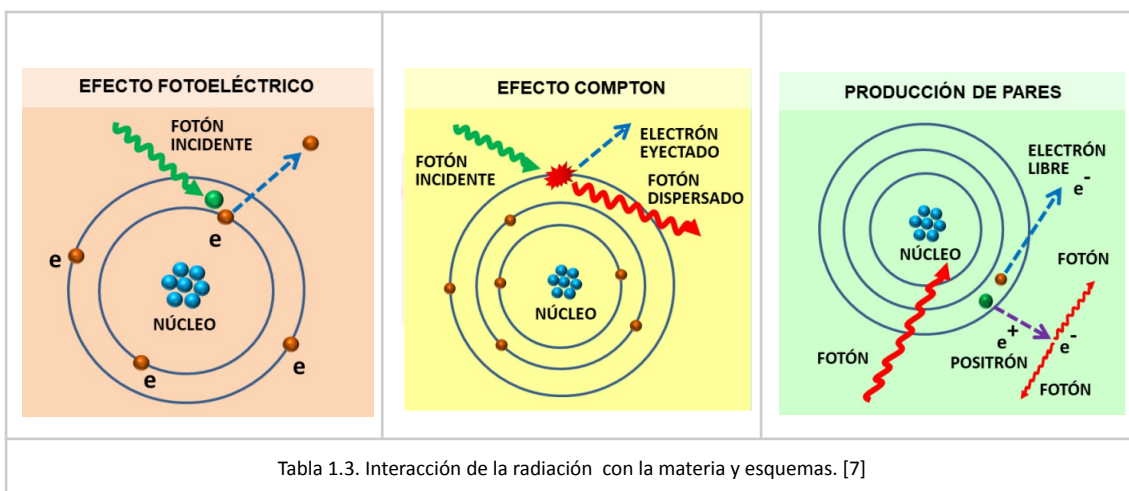 EFECTO FOTOELÉCTRICO
FOTÓN
INCIDENTE
e
e
NÚCLEO
e
e
EFECTO COMPTON
FOTÓN
INCIDENTE
ELECTRÓN
EYECTADO
FOTÓN
DISPERSADO
NÚCLEO
PRODUCCIÓN DE PARES
ELECTRÓN
LIBRE
e-
NÚCLEO
FOTÓN
FOTÓN
e+
POSITRÓN
e-
FOTÓN
Tabla 1.3. Interacción de la radiación con la materia y esquemas. [7]